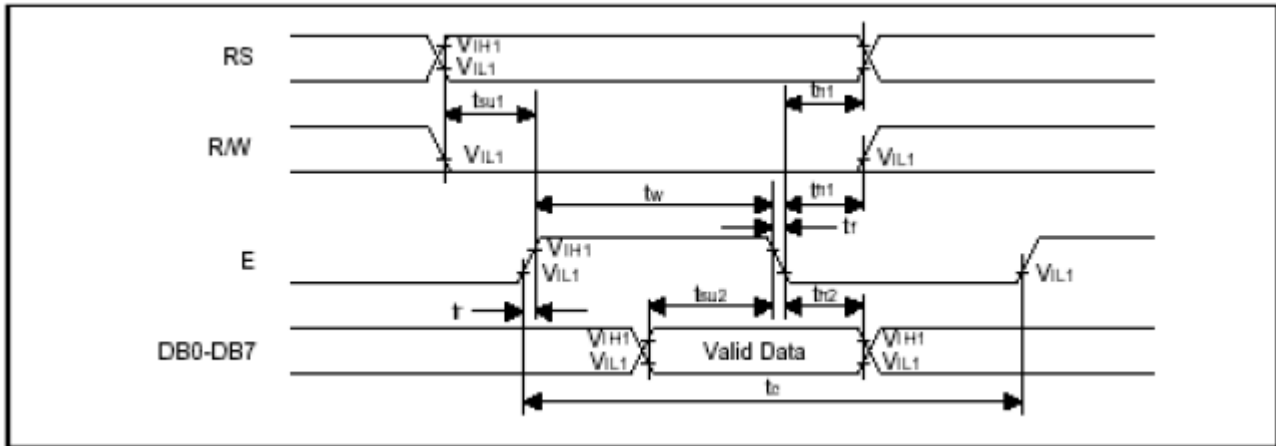 RS
VIH1
VIL1
tsu1
th1
R/W
VIL1
VIL1
tw
th1
tf
E
VIH1
VIL1
VIL1
tsu2
th2
tr
DB0-DB7
VIH1
VIL1
Valid Data
VIH1
VIL1
tc